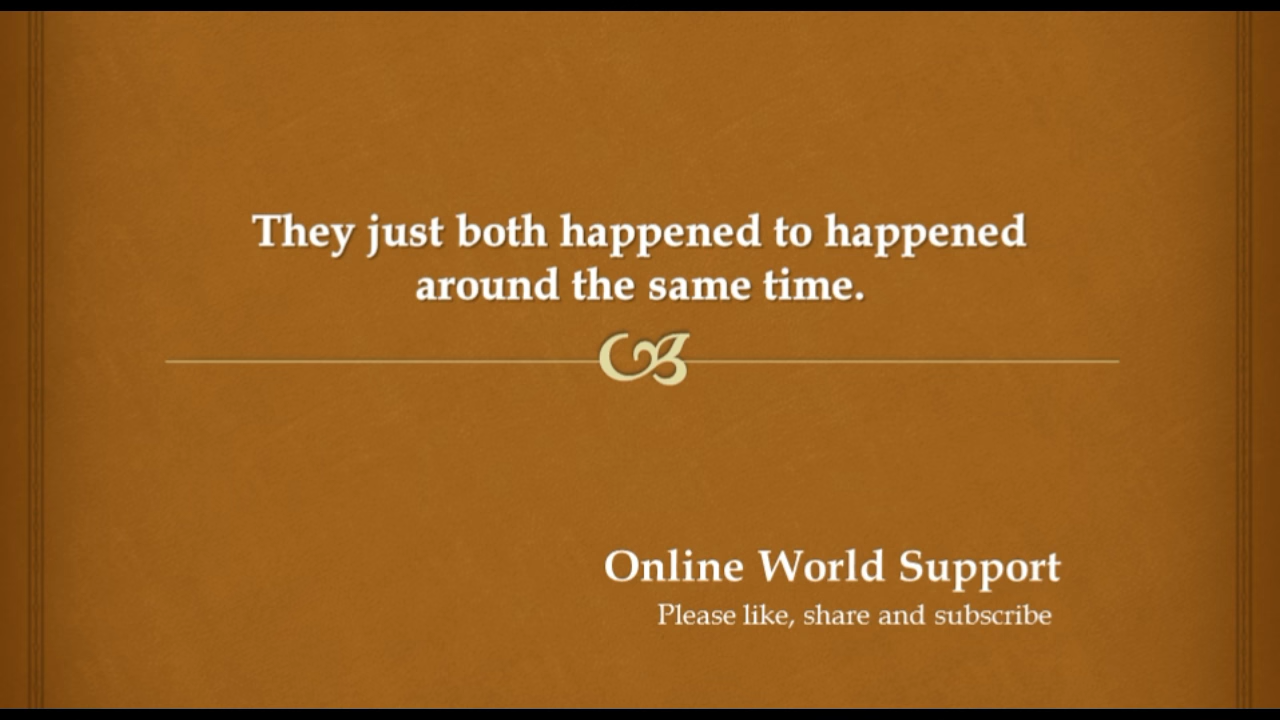 They just both happened to happened
around the same time.
Online World Support
Please like, share and subscribe